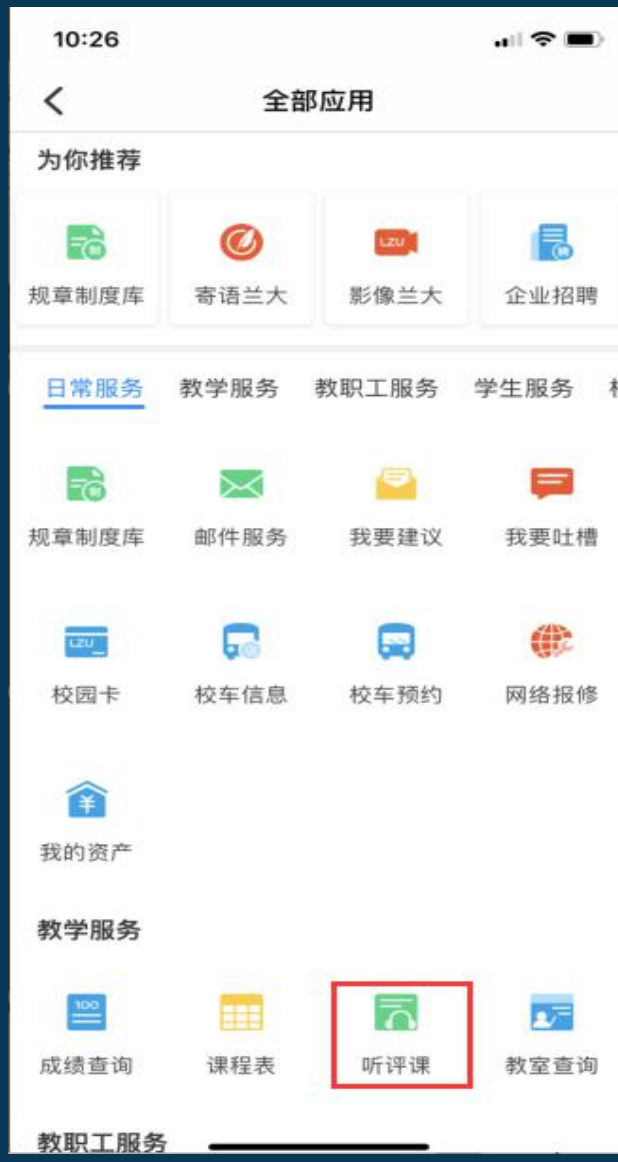 10:26
全部应用
为你推荐
LZU
规章制度库 寄语兰大 影像兰大 企业招聘
日常服务 教学服务 教职工服务 学生服务
规章制度库 邮件服务 我要建议 我要吐槽
LZU
校园卡 校车信息 校车预约 网络报修
¥
我的资产
教学服务
100
成绩查询 课程表 听评课 教室查询
教职工服务